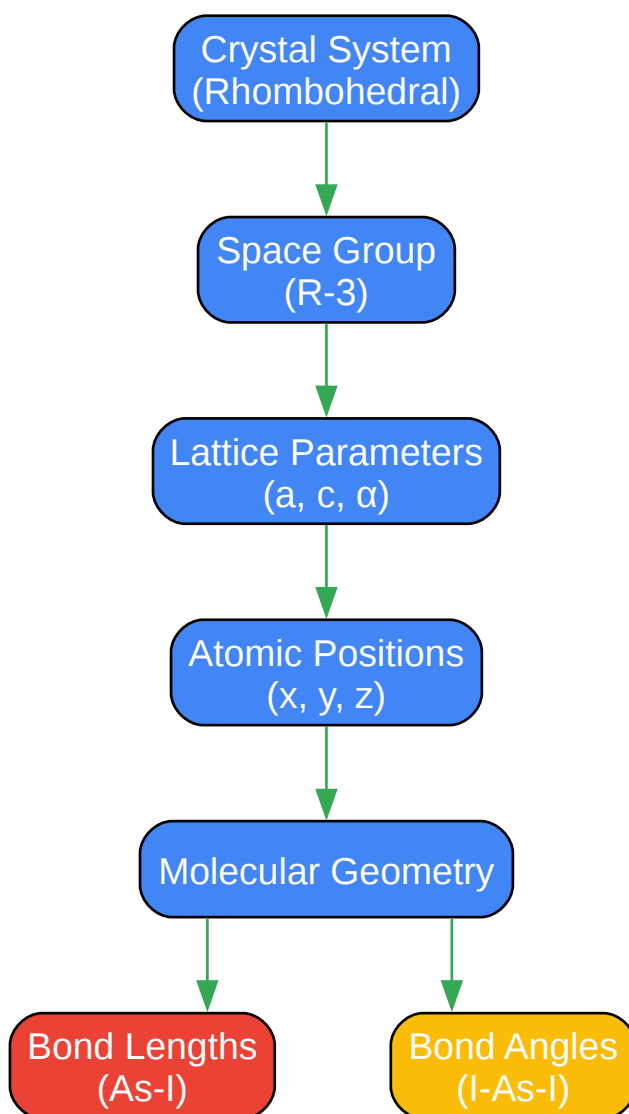 Crystal System
(Rhombohedral)
Space Group
(R-3)
Lattice Parameters
(a, c, α)
Atomic Positions
(x, y, z)
Molecular Geometry
Bond Lengths
(As-I)
Bond Angles
(I-As-I)